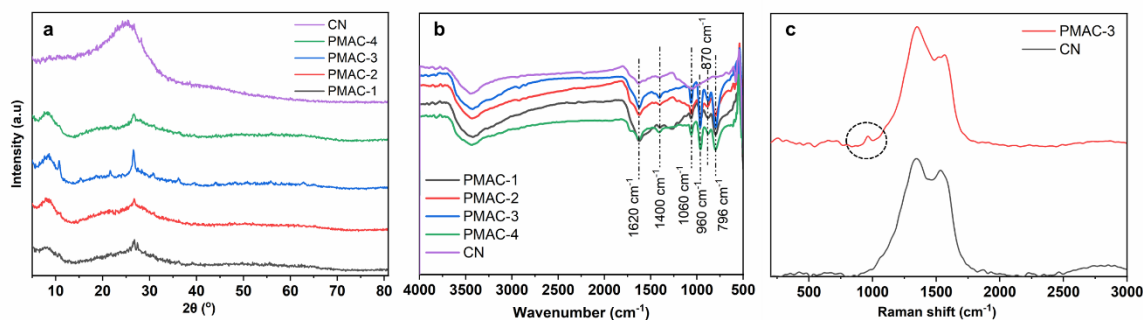 a
CN
PMAC-4
PMAC-3
PMAC-2
PMAC-1
Intensity (a.u)
10 20 30 40 50 60 70 80
2θ (°)
b
870 cm⁻¹
PMAC-1
PMAC-2
PMAC-3
PMAC-4
CN
1620 cm⁻¹
1400 cm⁻¹
1060 cm⁻¹
960 cm⁻¹
796 cm⁻¹
4000 3500 3000 2500 2000 1500 1000 500
Wavenumber (cm⁻¹)
c
PMAC-3
CN
500 1000 1500 2000 2500 3000
Raman shift (cm⁻¹)